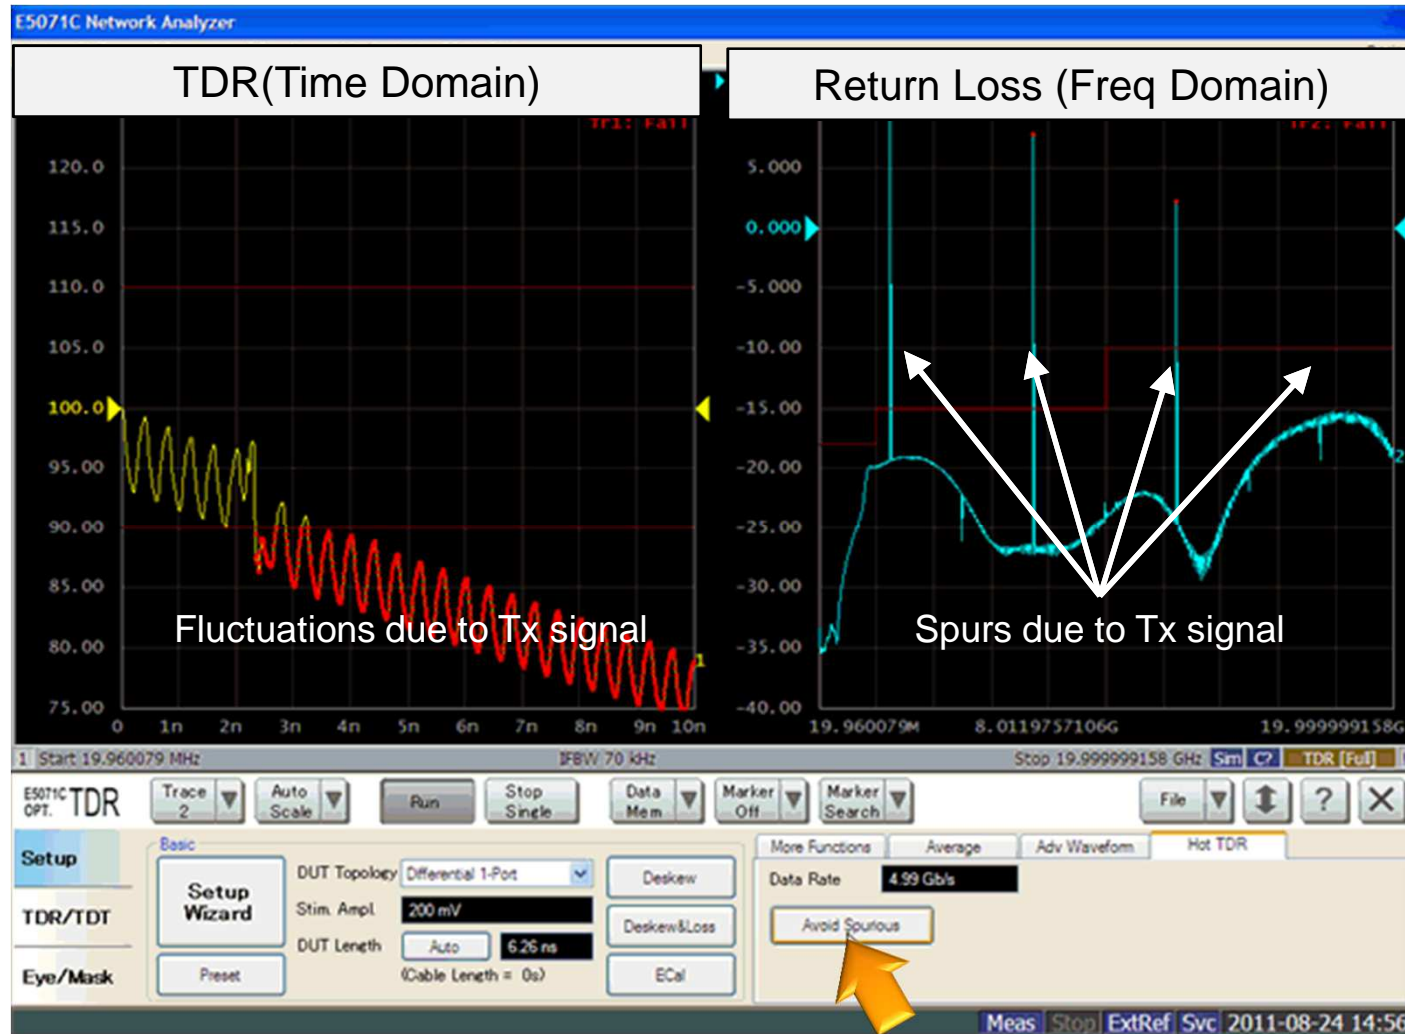 E5071C Network Analyzer
TDR(Time Domain)
Return Loss (Freq Domain)
Tr1: Fail
Tr2: Fail
120.0
115.0
110.0
105.0
100.0
95.00
90.00
85.00
80.00
75.00
0 1n 2n 3n 4n 5n 6n 7n 8n 9n 10n
Fluctuations due to Tx signal
1
5.000
0.000
-5.000
-10.00
-15.00
-20.00
-25.00
-30.00
-35.00
-40.00
2
Spurs due to Tx signal
19.960079M 8.0119757106G 19.9999999158G
1 Start 19.960079 MHz IFBW 70 kHz Stop 19.999999158 GHz Sim C? TDR [Full]
E5071C OPT. TDR
Trace 2
Auto Scale
Run
Stop Single
Data Mem
Marker Off
Marker Search
File
?
X
Setup
TDR/TDT
Eye/Mask
Basic
Setup Wizard
Preset
DUT Topology Differential 1-Port
Stim. Ampl. 200 mV
DUT Length Auto 6.26 ns
(Cable Length = 0s)
Deskew
Deskew&Loss
ECal
More Functions Average Adv Waveform Hot TDR
Data Rate 4.99 Gb/s
Avoid Spurious
Meas Stop ExtRef Svc 2011-08-24 14:56